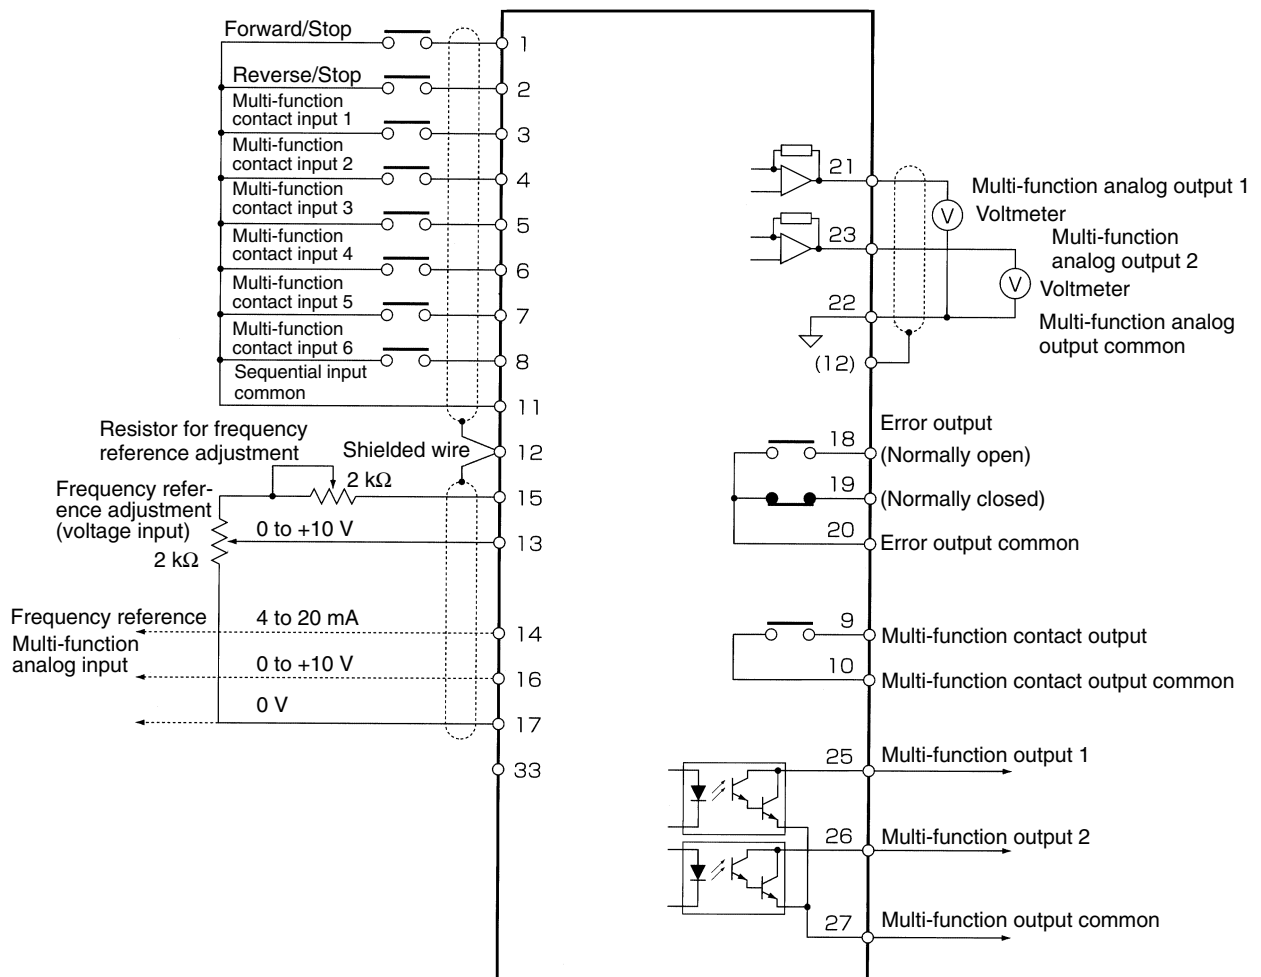 Forward/Stop
1
Reverse/Stop
2
Multi-function
contact input 1
3
Multi-function
contact input 2
4
Multi-function
contact input 3
5
Multi-function
contact input 4
6
Multi-function
contact input 5
7
Multi-function
contact input 6
8
Sequential input
common
11
Resistor for frequency
reference adjustment
Shielded wire
12
2 kΩ
15
Frequency refer-
ence adjustment
(voltage input)
2 kΩ
0 to +10 V
13
Frequency reference
4 to 20 mA
14
Multi-function
analog input
0 to +10 V
16
0 V
17
33
21
Multi-function analog output 1
V
Voltmeter
23
Multi-function
analog output 2
V
Voltmeter
22
Multi-function analog
output common
(12)
Error output
18
(Normally open)
19
(Normally closed)
20
Error output common
9
Multi-function contact output
10
Multi-function contact output common
25
Multi-function output 1
26
Multi-function output 2
27
Multi-function output common